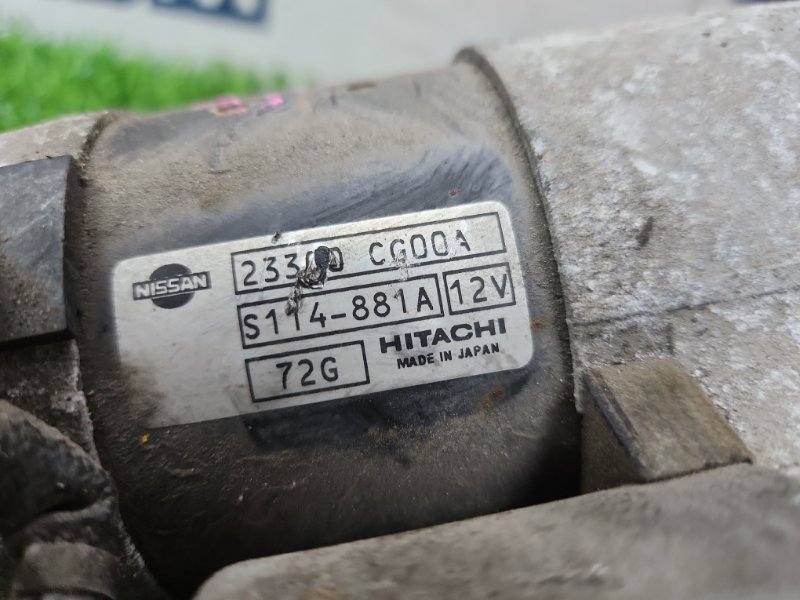 NISSAN
CG00A
S114-881A 12V
72G HITACHI
MADE IN JAPAN